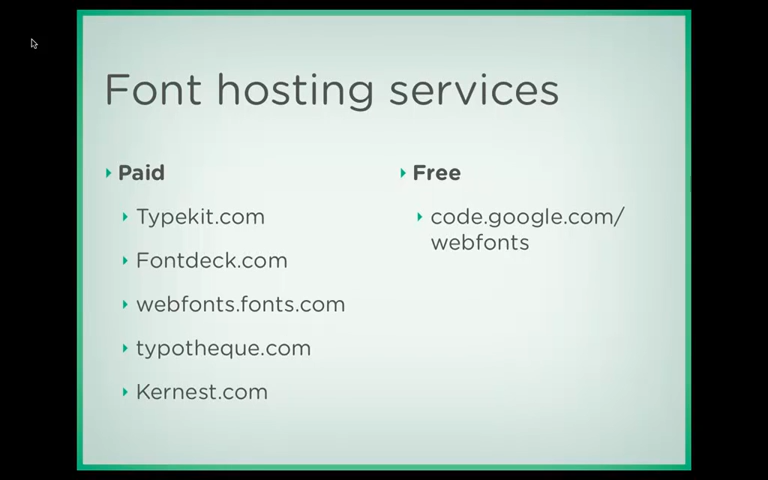 Font hosting services
Paid
Typekit.com
Fontdeck.com
webfonts.fonts.com
typotheque.com
Kernest.com
Free
code.google.com/
webfonts